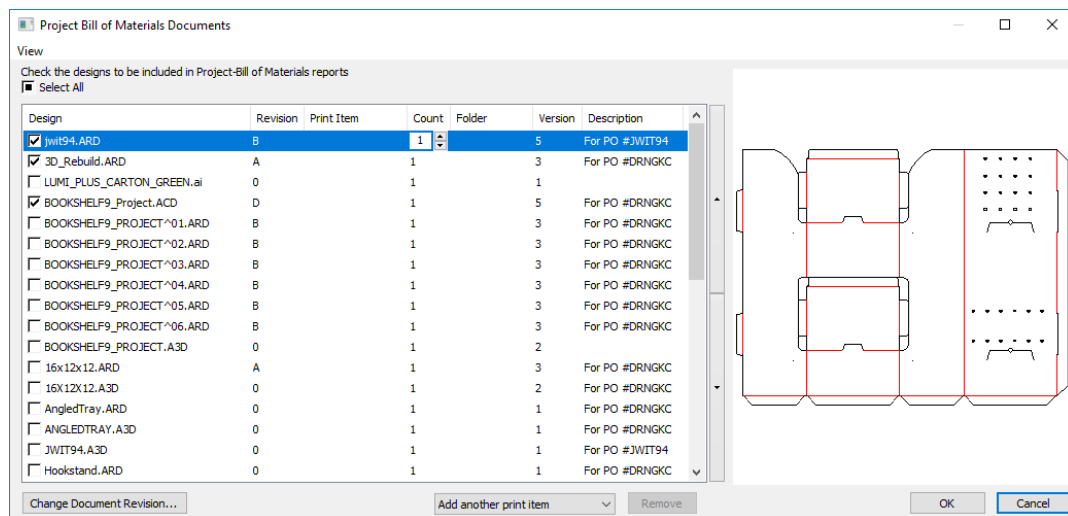 Project Bill of Materials Documents
View
Check the designs to be included in Project-Bill of Materials reports
Select All
Design Revision Print Item Count Folder Version Description
jwit94.ARD B 1 5 For PO #JWIT94
3D_Rebuild.ARD A 1 3 For PO #DRNGKC
LUMI_PLUS_CARTON_GREEN.ai 0 1 1
BOOKSHELF9_Project.ACD D 1 5 For PO #DRNGKC
BOOKSHELF9_PROJECT^01.ARD B 1 3 For PO #DRNGKC
BOOKSHELF9_PROJECT^02.ARD B 1 3 For PO #DRNGKC
BOOKSHELF9_PROJECT^03.ARD B 1 3 For PO #DRNGKC
BOOKSHELF9_PROJECT^04.ARD B 1 3 For PO #DRNGKC
BOOKSHELF9_PROJECT^05.ARD B 1 3 For PO #DRNGKC
BOOKSHELF9_PROJECT^06.ARD B 1 3 For PO #DRNGKC
BOOKSHELF9_PROJECT.A3D 0 1 2
16x12x12.ARD A 1 3 For PO #DRNGKC
16X12X12.A3D 0 1 2 For PO #DRNGKC
AngledTray.ARD 0 1 1 For PO #DRNGKC
ANGLEDTRAY.A3D 0 1 1 For PO #DRNGKC
JWIT94.A3D 0 1 1 For PO #JWIT94
Hookstand.ARD 0 1 1 For PO #DRNGKC
Change Document Revision... Add another print item Remove OK Cancel